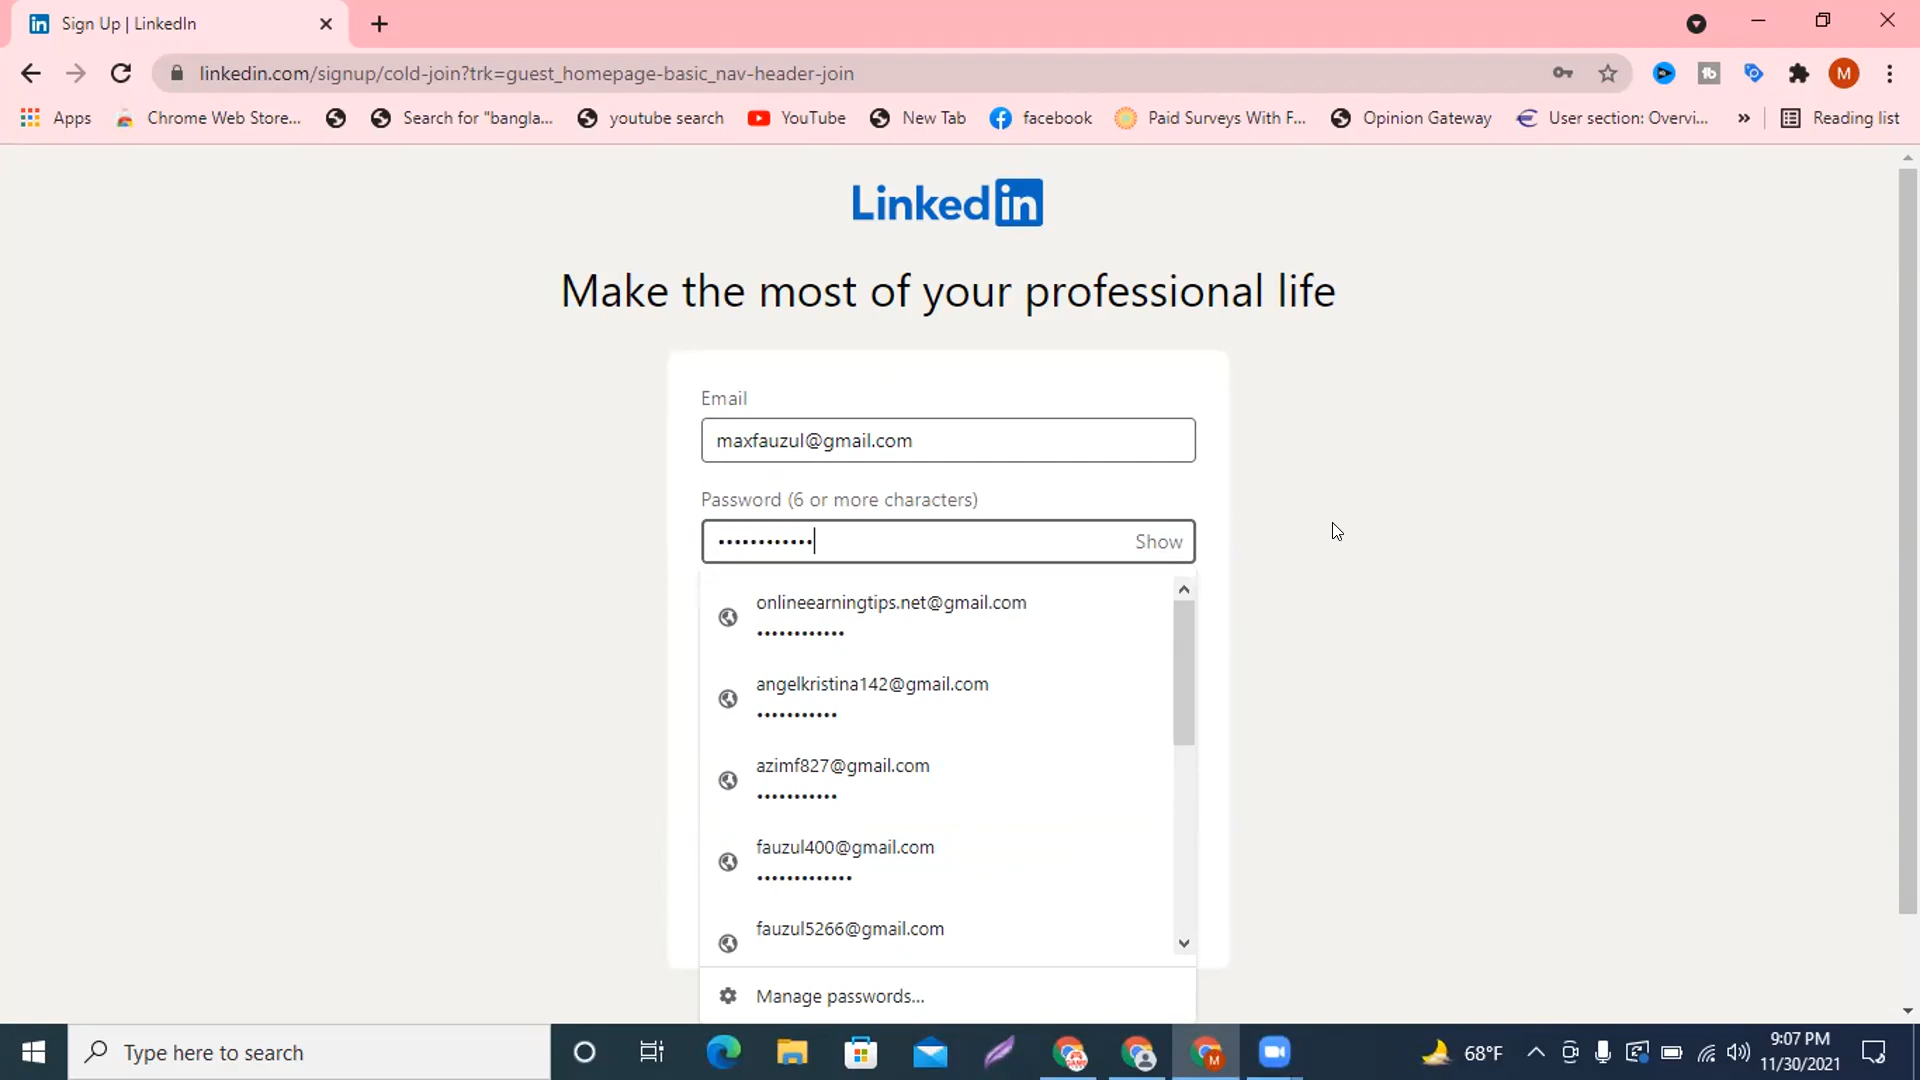 Sign Up | LinkedIn
linkedin.com/signup/cold-join?trk=guest_homepage-basic_nav-header-join
M
Apps
Chrome Web Store...
Search for "bangla...
youtube search
YouTube
New Tab
facebook
Paid Surveys With F...
Opinion Gateway
User section: Overvi...
»
Reading list
LinkedIn
Make the most of your professional life
Email
maxfauzul@gmail.com
Password (6 or more characters)
••••••••••••
Show
onlineearningtips.net@gmail.com
•••••••••••
angelkristina142@gmail.com
••••••••••
azimf827@gmail.com
••••••••••
fauzul400@gmail.com
••••••••••••
fauzul5266@gmail.com
Manage passwords...
Type here to search
68°F
9:07 PM
11/30/2021